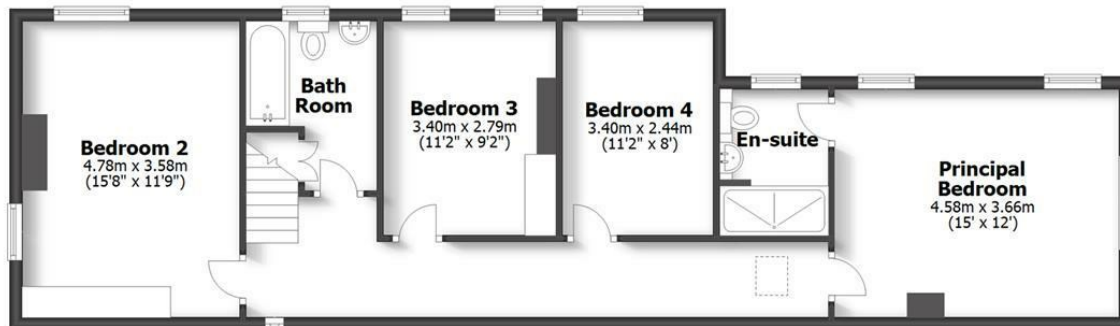 Bedroom 2
4.78m x 3.58m
(15'8" x 11'9")
Bath
Room
Bedroom 3
3.40m x 2.79m
(11'2" x 9'2")
Bedroom 4
3.40m x 2.44m
(11'2" x 8')
En-suite
Principal
Bedroom
4.58m x 3.66m
(15' x 12')